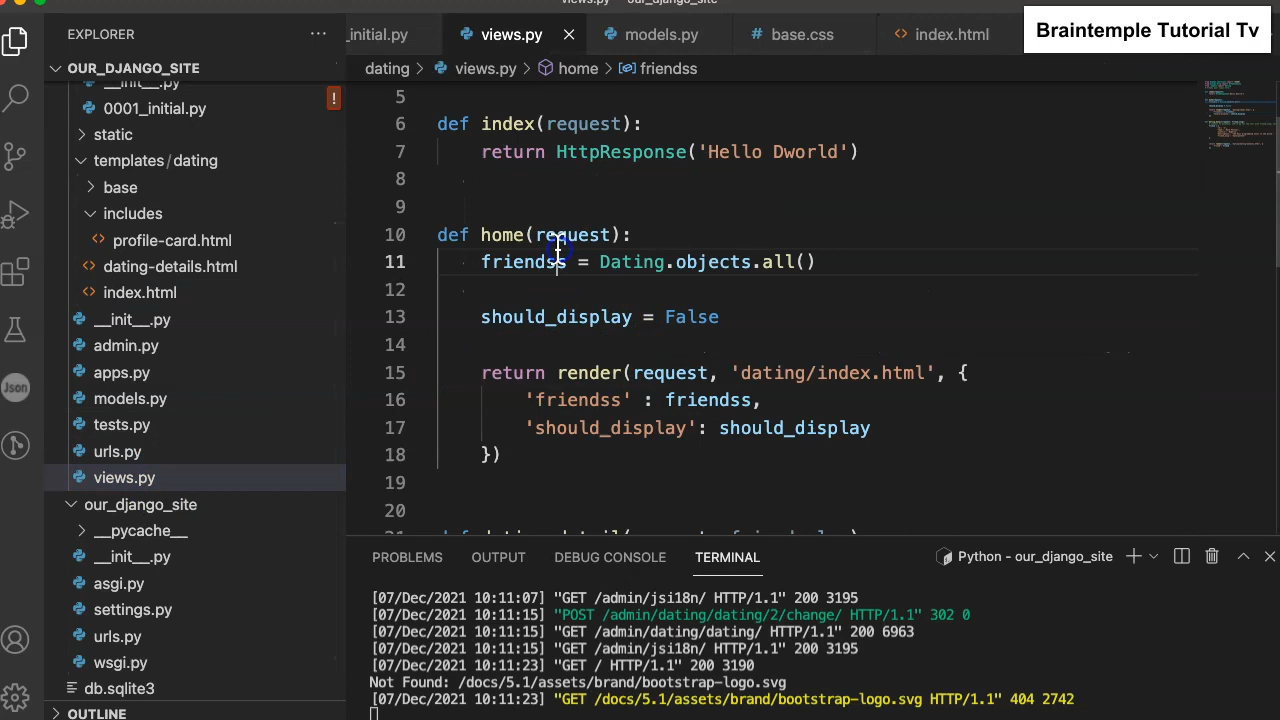 views.py — our_django_site
EXPLORER
_initial.py
views.py
models.py
# base.css
<> index.html
Braintemple Tutorial Tv
OUR_DJANGO_SITE
dating > views.py > home > friendss
__init__.py
0001_initial.py
!
static
templates/dating
base
includes
<> profile-card.html
<> dating-details.html
<> index.html
__init__.py
admin.py
apps.py
models.py
tests.py
urls.py
views.py
our_django_site
__pycache__
__init__.py
asgi.py
settings.py
urls.py
wsgi.py
db.sqlite3
OUTLINE
Json
5
6 def index(request):
7 return HttpResponse('Hello Dworld')
8
9
10 def home(request):
11 friendss = Dating.objects.all()
12
13 should_display = False
14
15 return render(request, 'dating/index.html', {
16 'friendss' : friendss,
17 'should_display': should_display
18 })
19
20
PROBLEMS OUTPUT DEBUG CONSOLE TERMINAL
Python - our_django_site
[07/Dec/2021 10:11:07] "GET /admin/jsi18n/ HTTP/1.1" 200 3195
[07/Dec/2021 10:11:15] "POST /admin/dating/dating/2/change/ HTTP/1.1" 302 0
[07/Dec/2021 10:11:15] "GET /admin/dating/dating/ HTTP/1.1" 200 6963
[07/Dec/2021 10:11:15] "GET /admin/jsi18n/ HTTP/1.1" 200 3195
[07/Dec/2021 10:11:23] "GET / HTTP/1.1" 200 3190
Not Found: /docs/5.1/assets/brand/bootstrap-logo.svg
[07/Dec/2021 10:11:23] "GET /docs/5.1/assets/brand/bootstrap-logo.svg HTTP/1.1" 404 2742